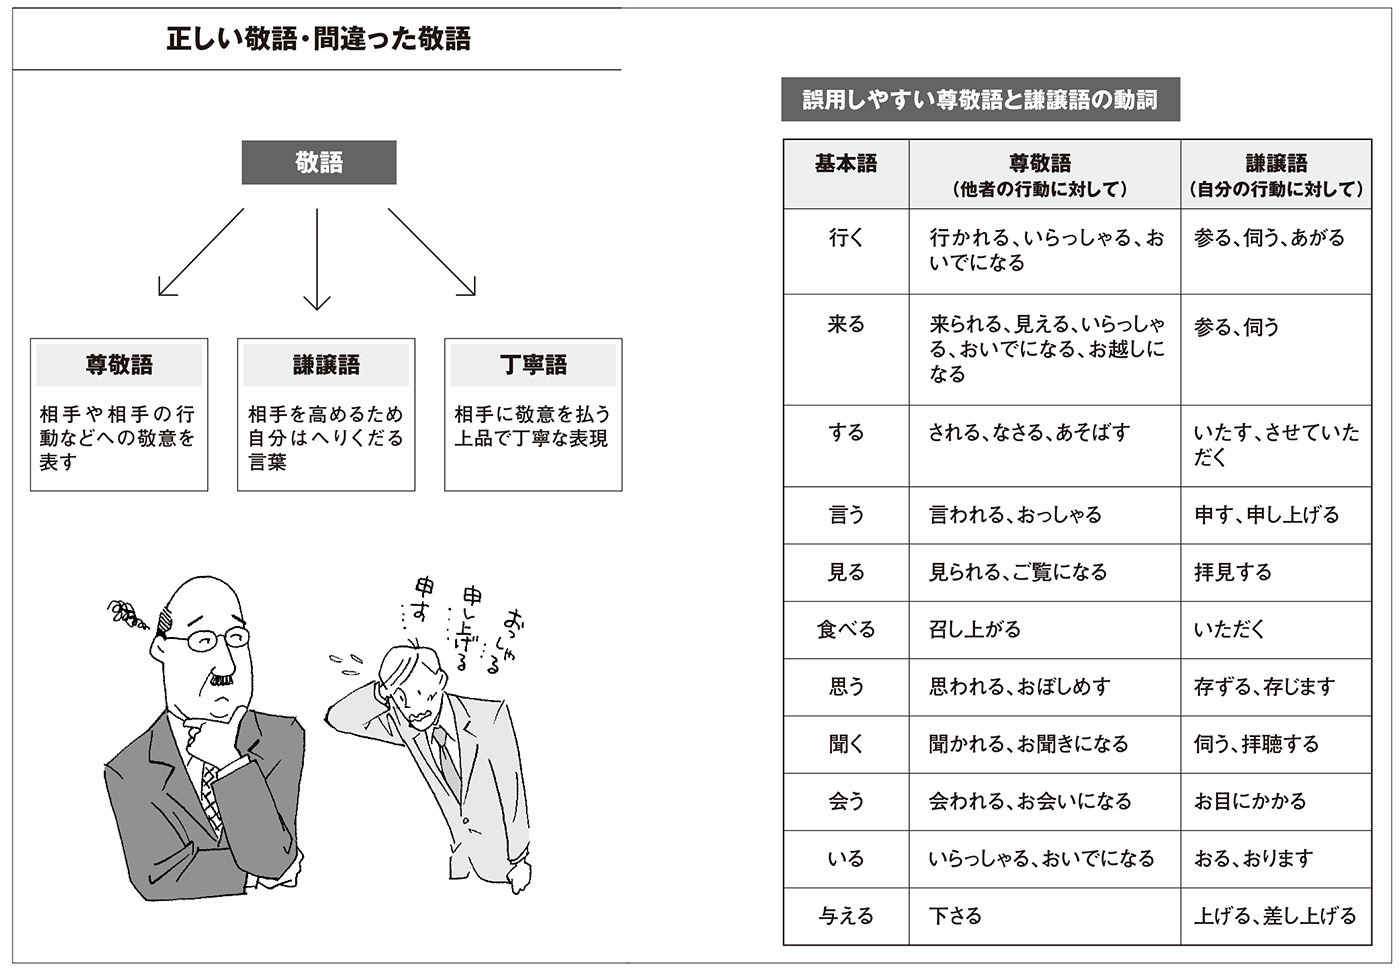 正しい敬語・間違った敬語
敬語
尊敬語
相手や相手の行
動などへの敬意を
表す
謙譲語
相手を高めるため
自分はへりくだる
言葉
丁寧語
相手に敬意を払う
上品で丁寧な表現
申す…
申し上げる…
おっしゃる…
誤用しやすい尊敬語と謙譲語の動詞
基本語
尊敬語
（他者の行動に対して）
謙譲語
（自分の行動に対して）
行く
行かれる、いらっしゃる、お
いでになる
参る、伺う、あがる
来る
来られる、見える、いらっしゃ
る、おいでになる、お越しに
なる
参る、伺う
する
される、なさる、あそばす
いたす、させていた
だく
言う
言われる、おっしゃる
申す、申し上げる
見る
見られる、ご覧になる
拝見する
食べる
召し上がる
いただく
思う
思われる、おぼしめす
存ずる、存じます
聞く
聞かれる、お聞きになる
伺う、拝聴する
会う
会われる、お会いになる
お目にかかる
いる
いらっしゃる、おいでになる
おる、おります
与える
下さる
上げる、差し上げる